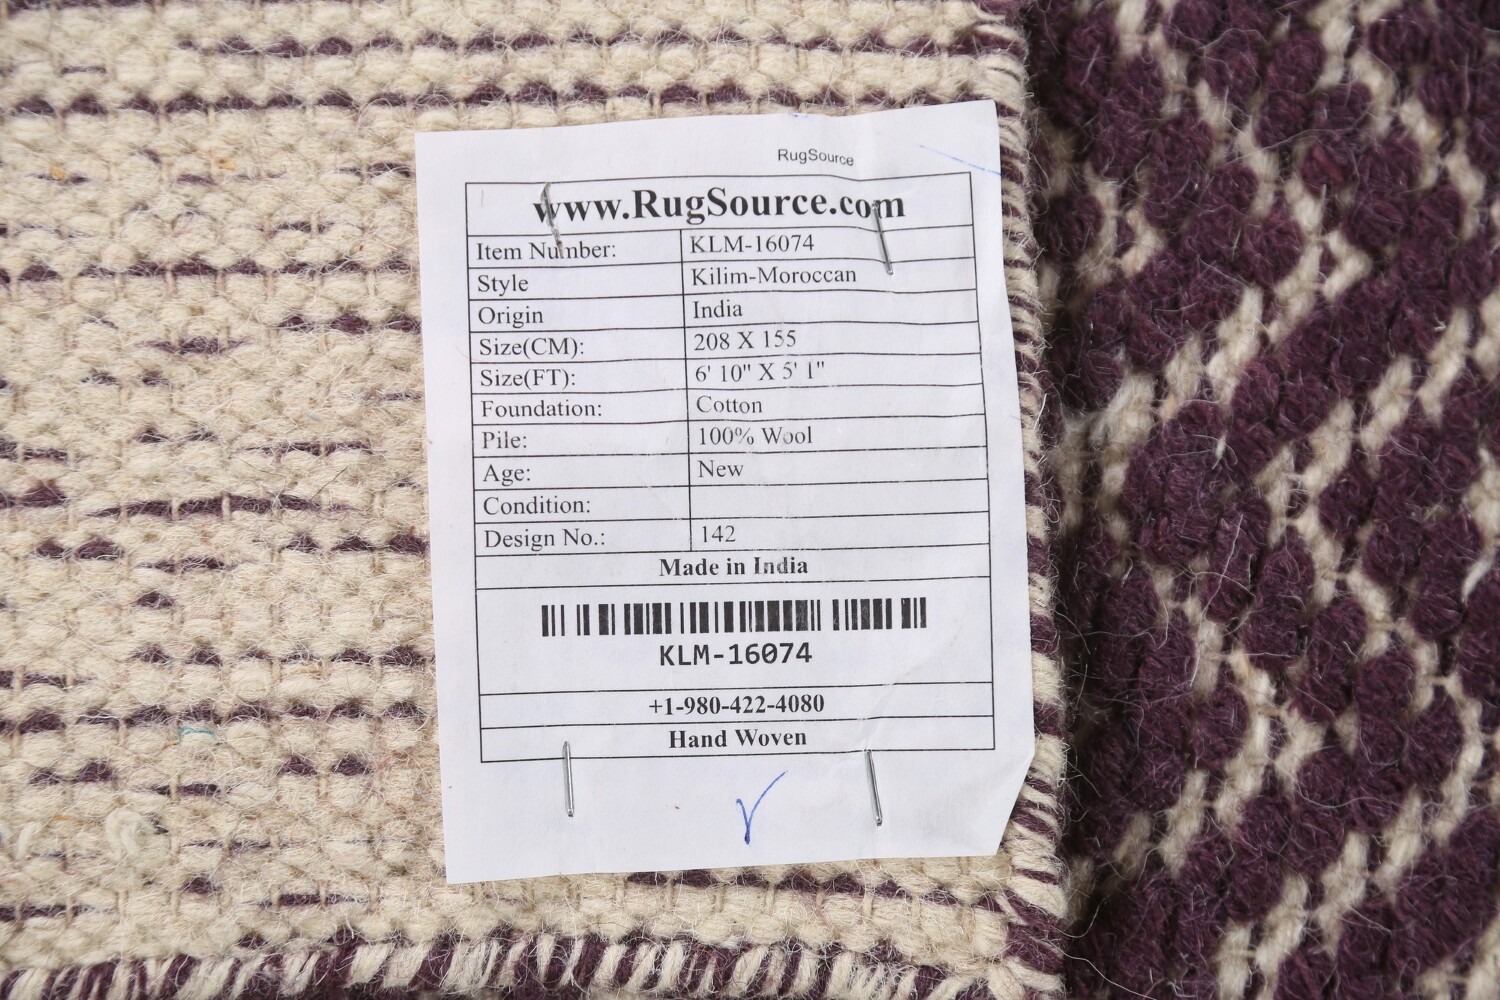 RugSource
www.RugSource.com
Item Number: KLM-16074
Style Kilim-Moroccan
Origin India
Size(CM): 208 X 155
Size(FT): 6' 10" X 5' 1"
Foundation: Cotton
Pile: 100% Wool
Age: New
Condition:
Design No.: 142
Made in India
KLM-16074
+1-980-422-4080
Hand Woven